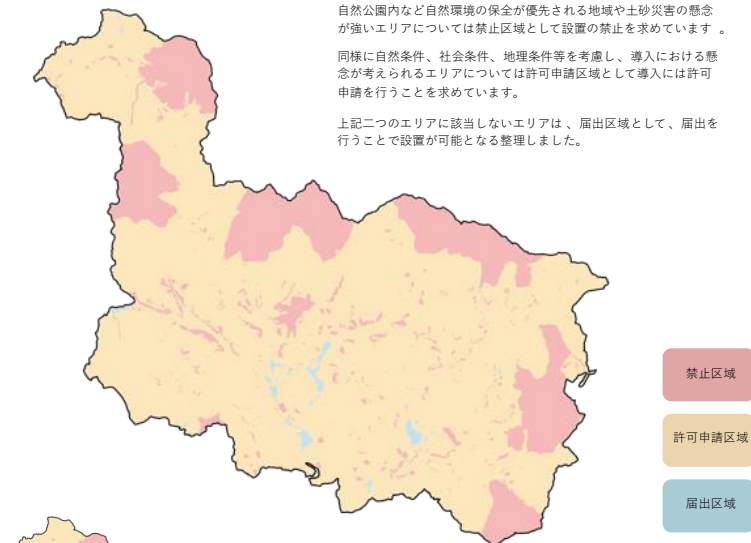 自然公園内など自然環境の保全が優先される地域や土砂災害の懸念
が強いエリアについては禁止区域として設置の禁止を求めています 。
同様に自然条件、社会条件、地理条件等を考慮し、導入における懸
念が考えられるエリアについては許可申請区域として導入には許可
申請を行うことを求めています。
上記二つのエリアに該当しないエリアは 、届出区域として、届出を
行うことで設置が可能となる整理しました。
禁止区域
許可申請区域
届出区域